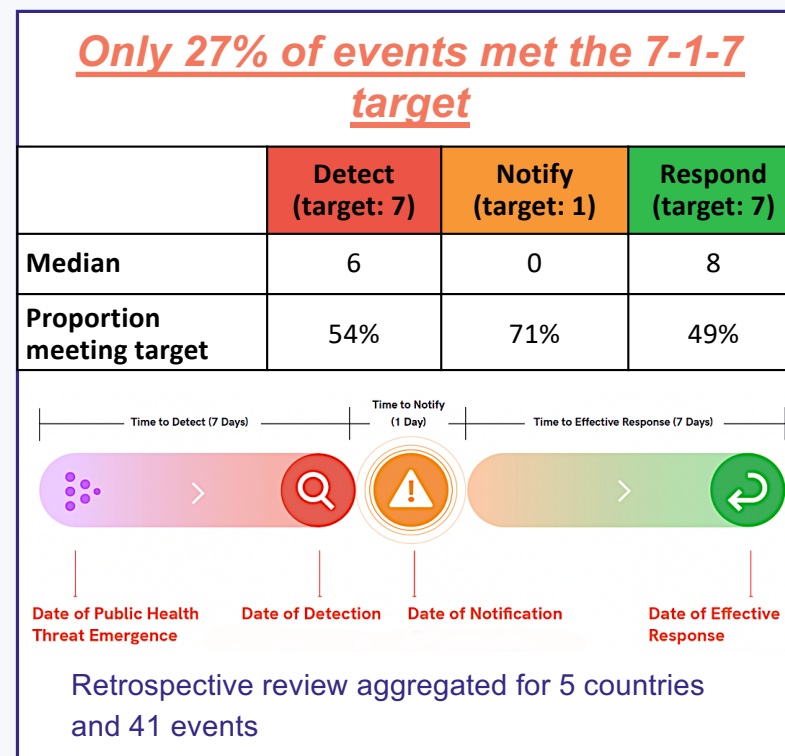 Only 27% of events met the 7-1-7
target
Detect
(target: 7)
Notify
(target: 1)
Respond
(target: 7)
Median
6
0
8
Proportion
meeting target
54%
71%
49%
Time to Detect (7 Days)
Time to Notify
(1 Day)
Time to Effective Response (7 Days)
!
Date of Public Health
Threat Emergence
Date of Detection
Date of Notification
Date of Effective
Response
Retrospective review aggregated for 5 countries
and 41 events